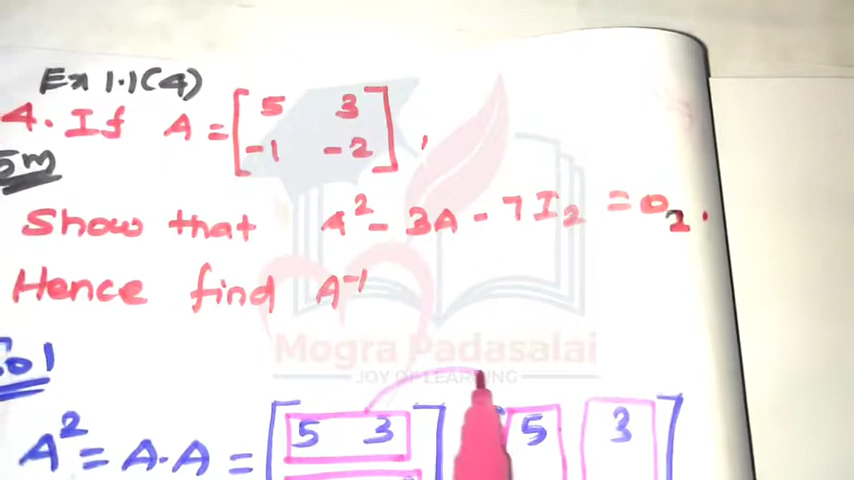 Ex 1.1(4)
4. If A = [5 3
-1 -2],
5m
Show that A² - 3A - 7I₂ = O₂.
Hence find A⁻¹
Mogra Padasalai
JOY OF LEARNING
Sol
A² = A·A = [5 3] [5 3]